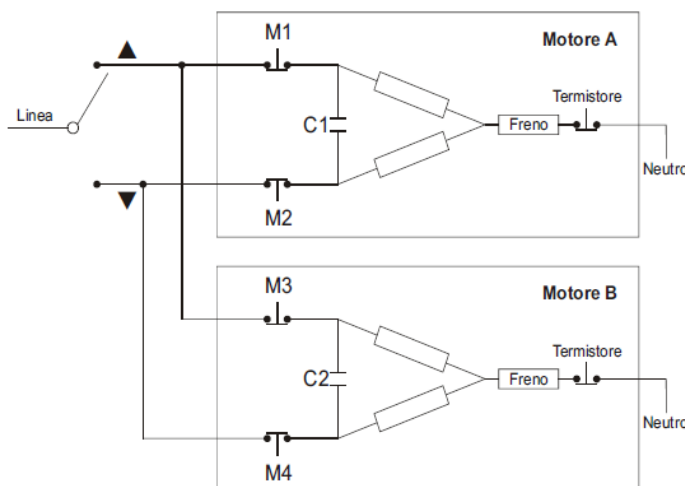 M1
Motore A
Linea
C1
Termistore
Freno
Neutro
M2
M3
Motore B
C2
Termistore
Freno
Neutro
M4